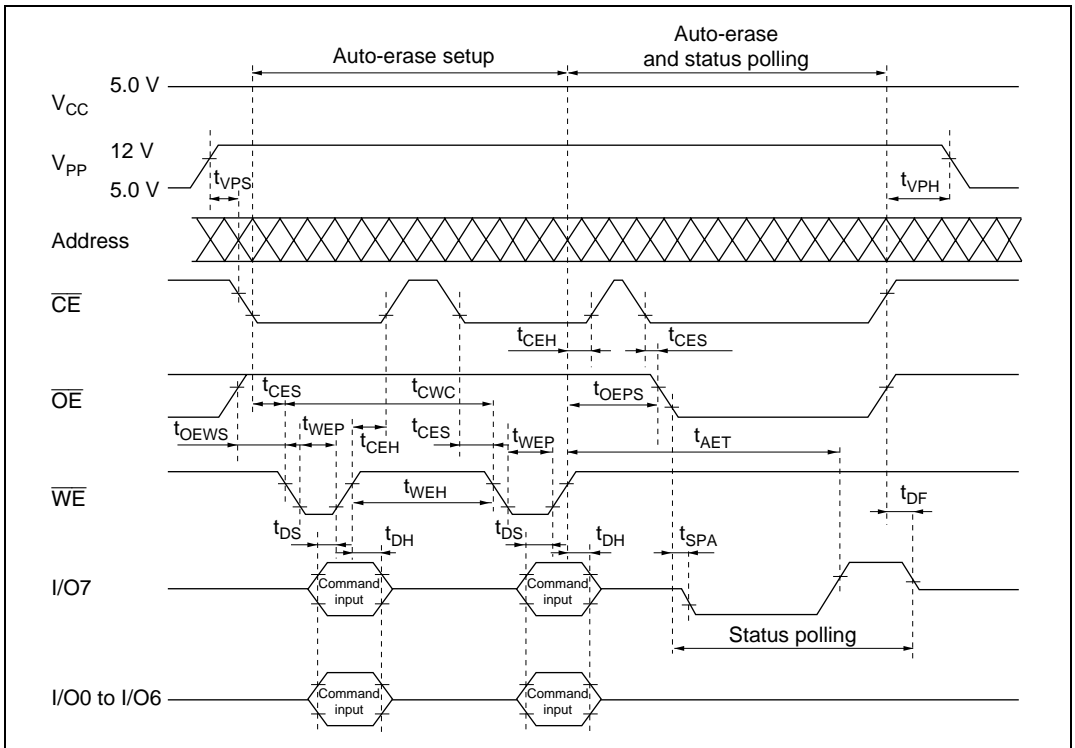 Auto-erase setup
Auto-erase
and status polling
VCC 5.0 V
VPP 12 V
5.0 V
tVPS
tVPH
Address
CE
tCEH
tCES
OE
tCES
tCWC
tOEPS
tOEWS
tWEP
tCEH
tCES
tWEP
tAET
WE
tWEH
tDF
tDS
tDH
tDS
tDH
tSPA
I/O7
Command
input
Command
input
Status polling
I/O0 to I/O6
Command
input
Command
input